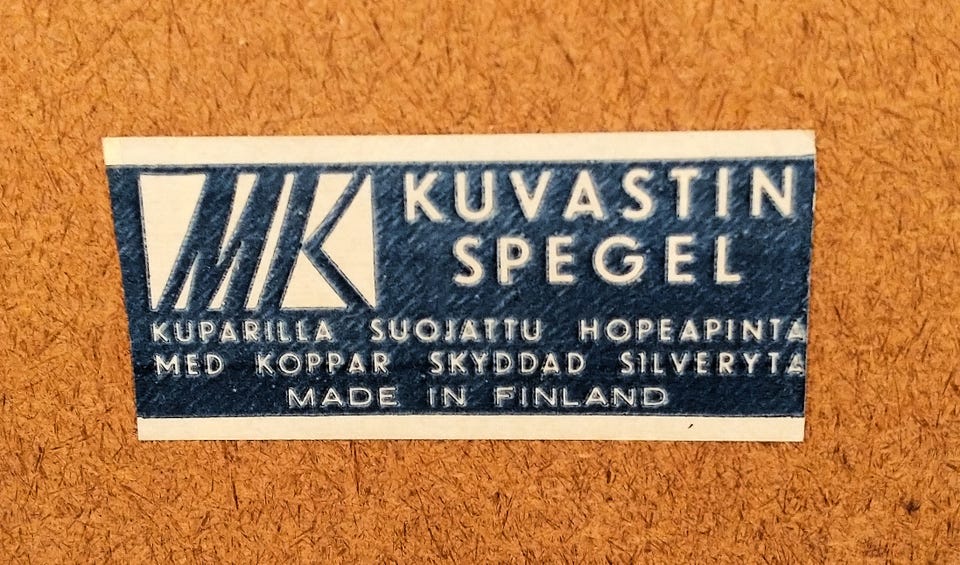 MK
KUVASTIN
SPEGEL
KUPARILLA SUOJATTU HOPEAPINTA
MED KOPPAR SKYDDAD SILVERYTA
MADE IN FINLAND